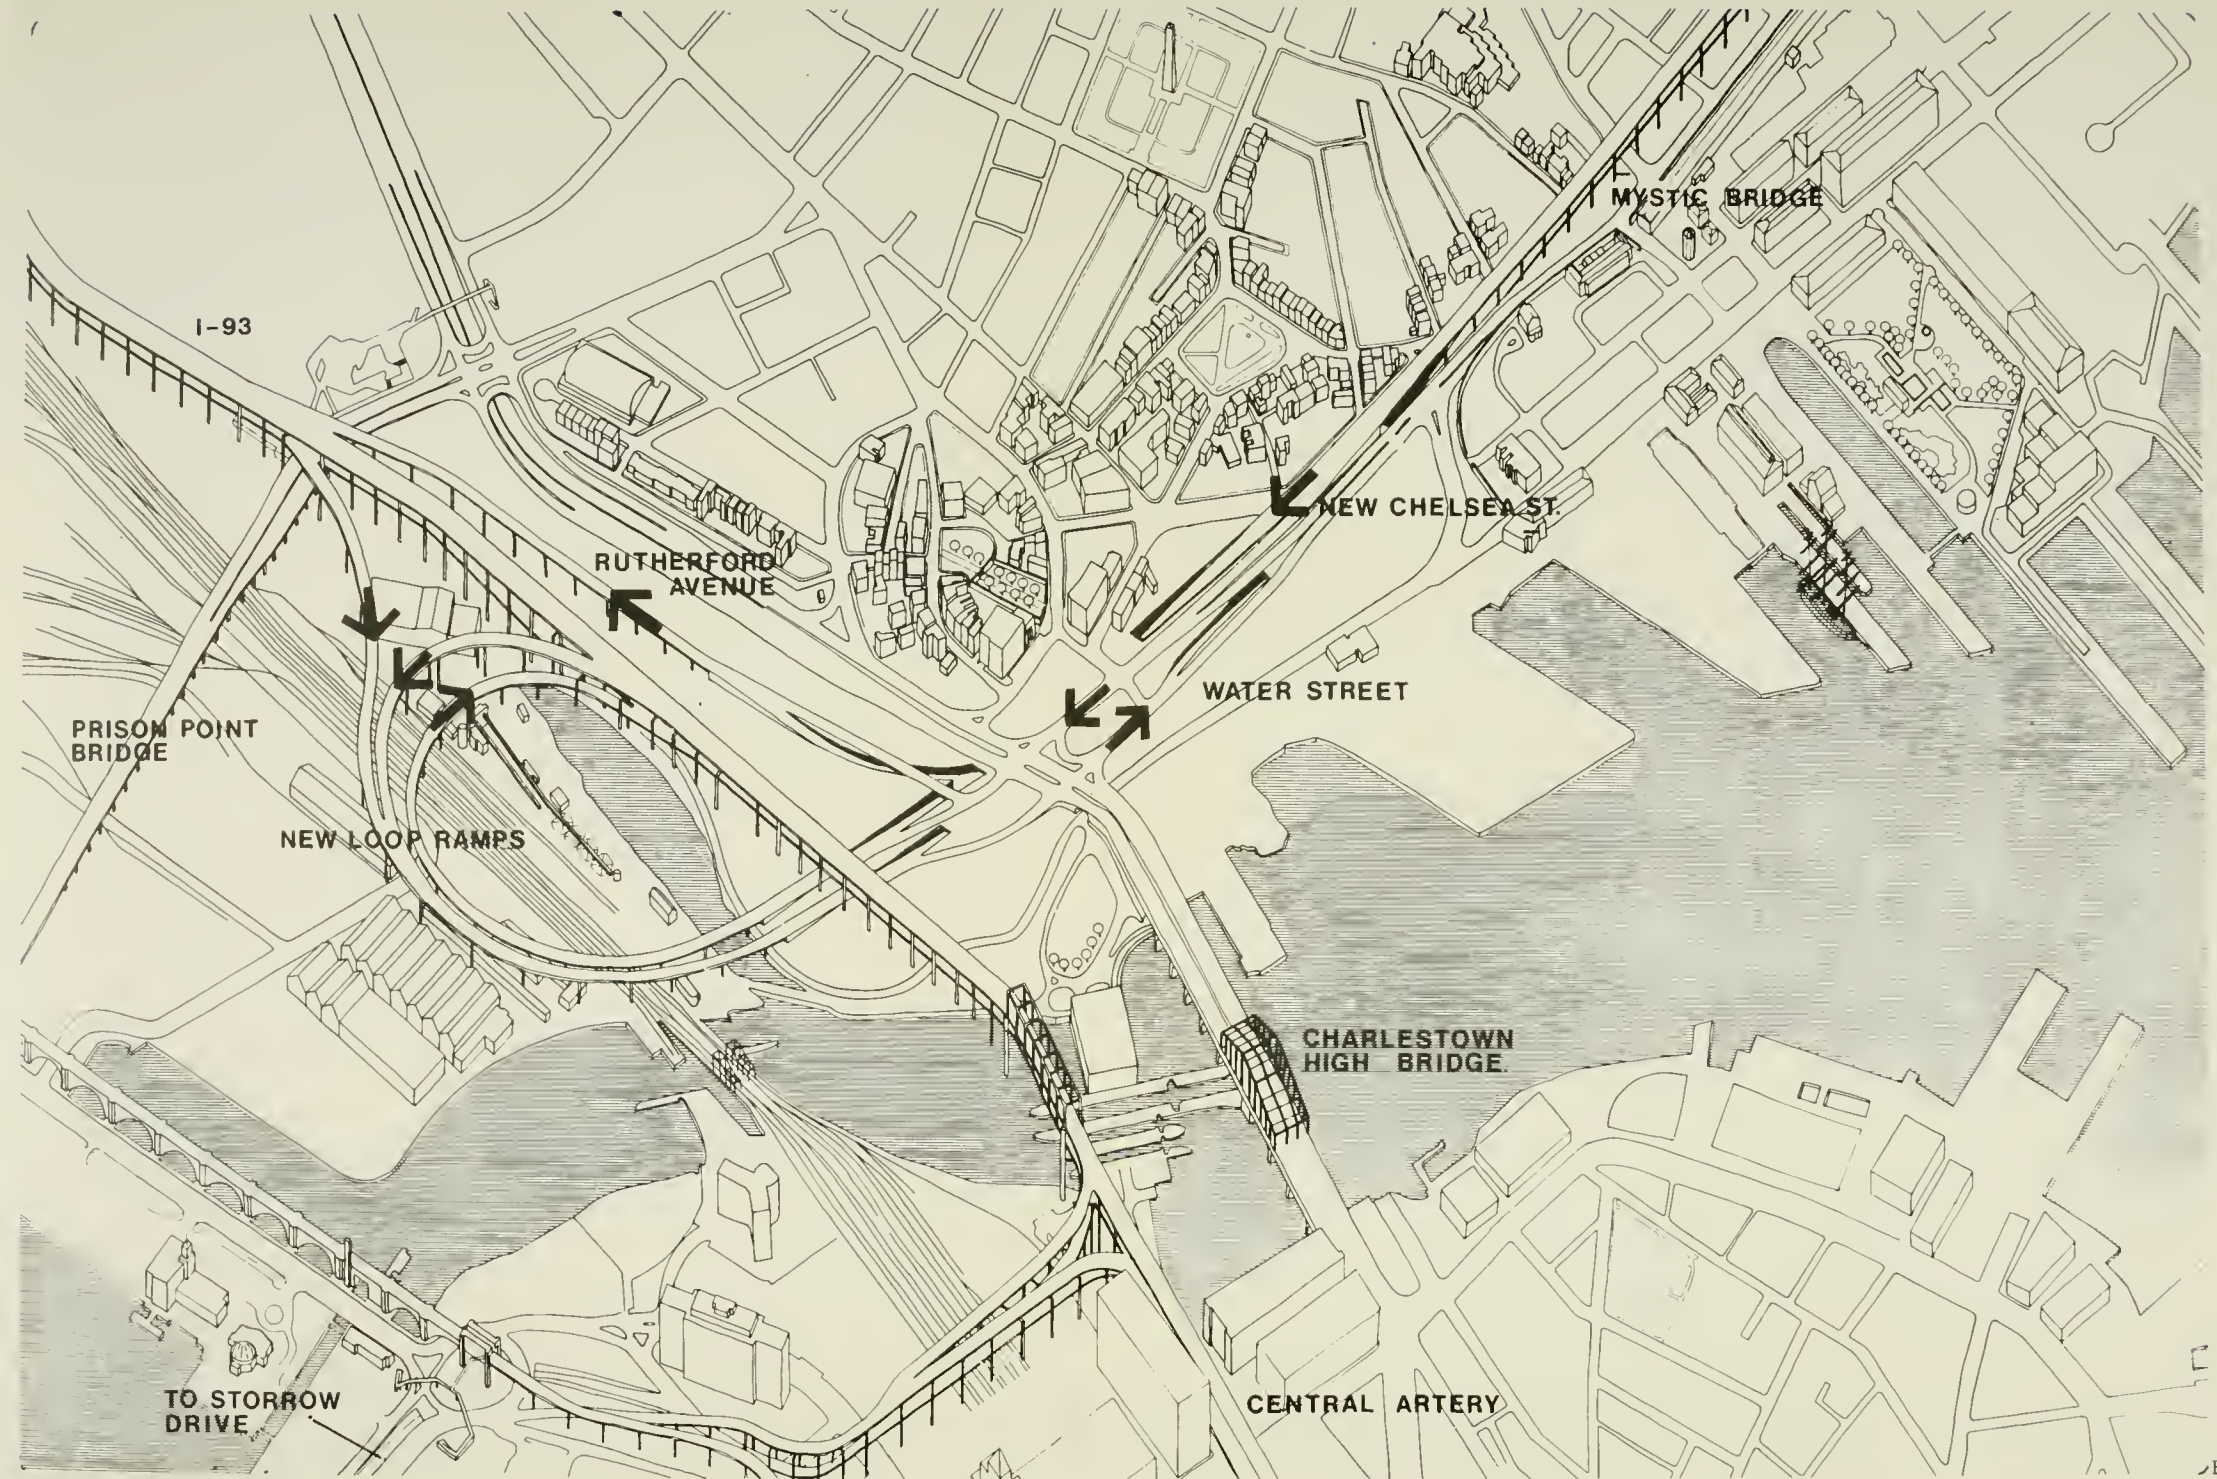 MYSTIC BRIDGE
I-93
NEW CHELSEA ST.
RUTHERFORD
AVENUE
WATER STREET
PRISON POINT
BRIDGE
NEW LOOP RAMPS
CHARLESTOWN
HIGH BRIDGE.
TO STORROW
DRIVE
CENTRAL ARTERY